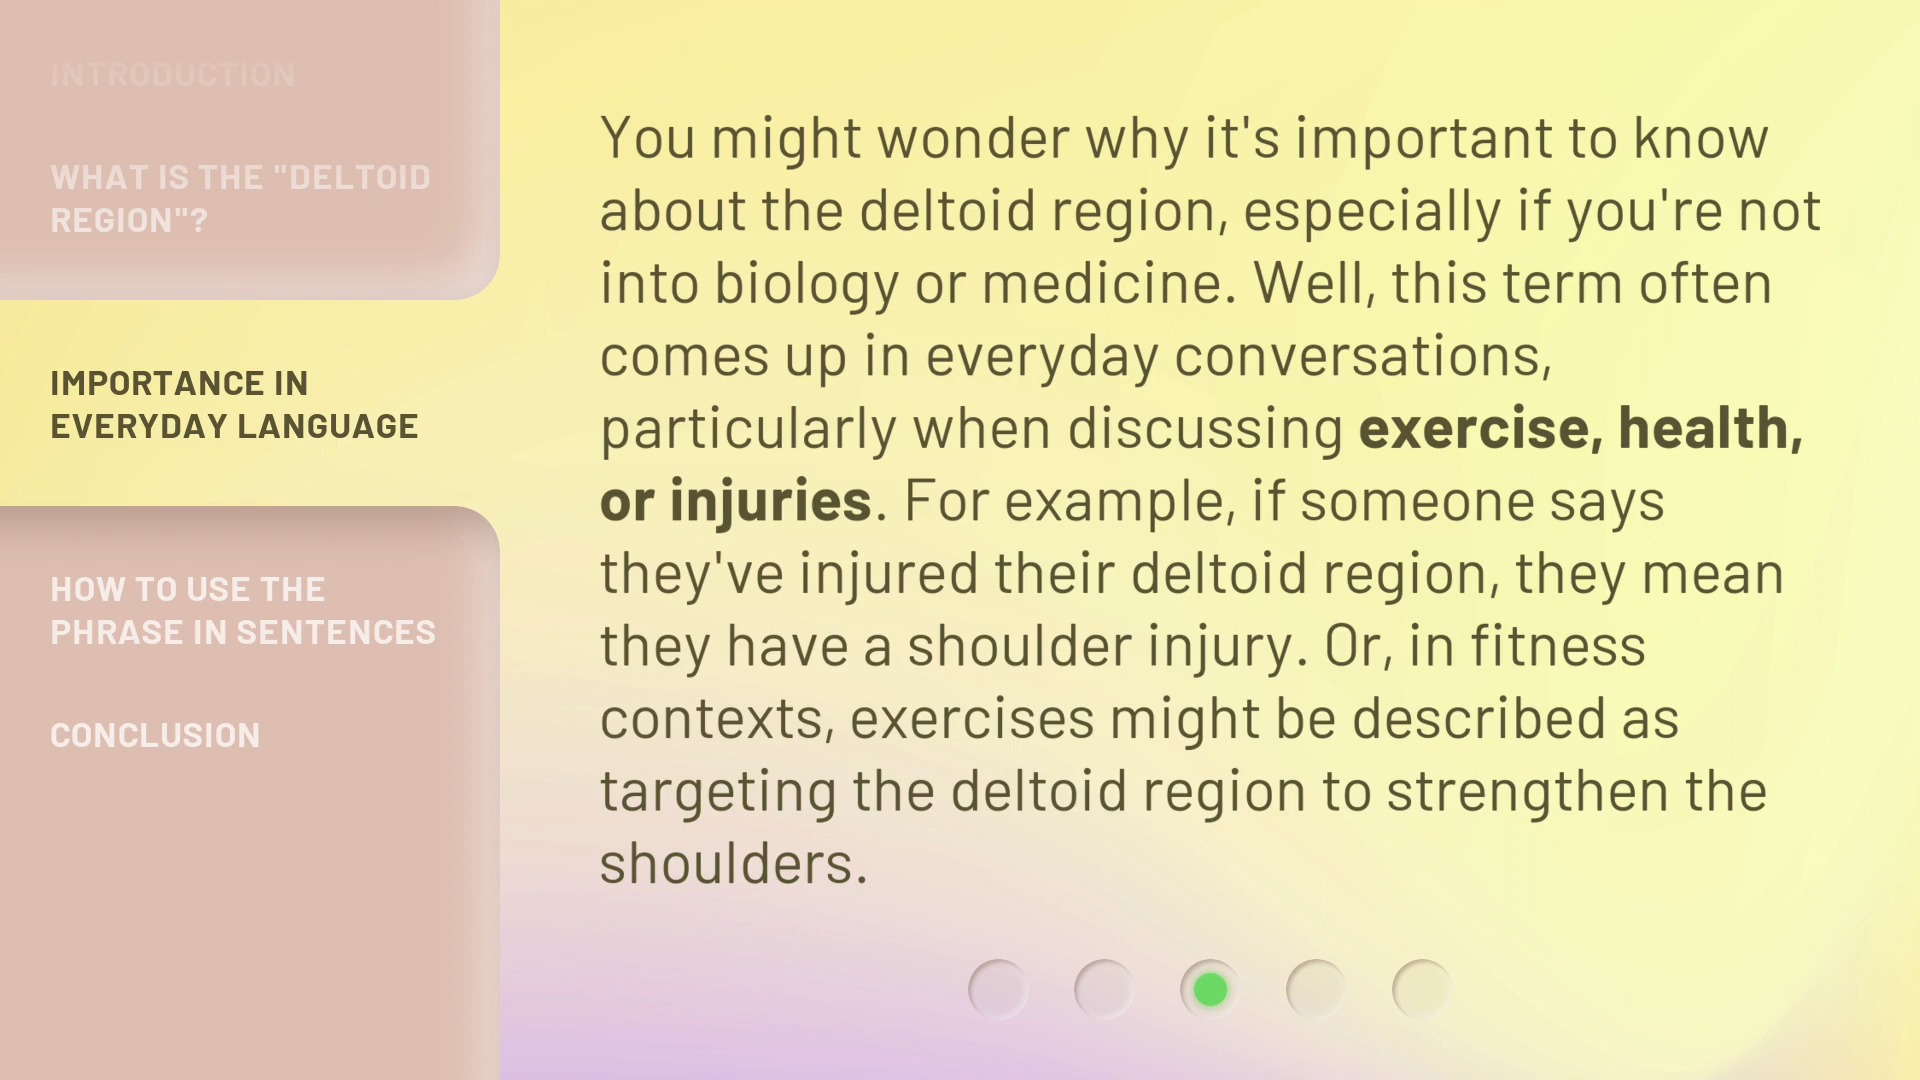 INTRODUCTION
WHAT IS THE "DELTOID
REGION"?
IMPORTANCE IN
EVERYDAY LANGUAGE
HOW TO USE THE
PHRASE IN SENTENCES
CONCLUSION
You might wonder why it's important to know
about the deltoid region, especially if you're not
into biology or medicine. Well, this term often
comes up in everyday conversations,
particularly when discussing exercise, health,
or injuries. For example, if someone says
they've injured their deltoid region, they mean
they have a shoulder injury. Or, in fitness
contexts, exercises might be described as
targeting the deltoid region to strengthen the
shoulders.